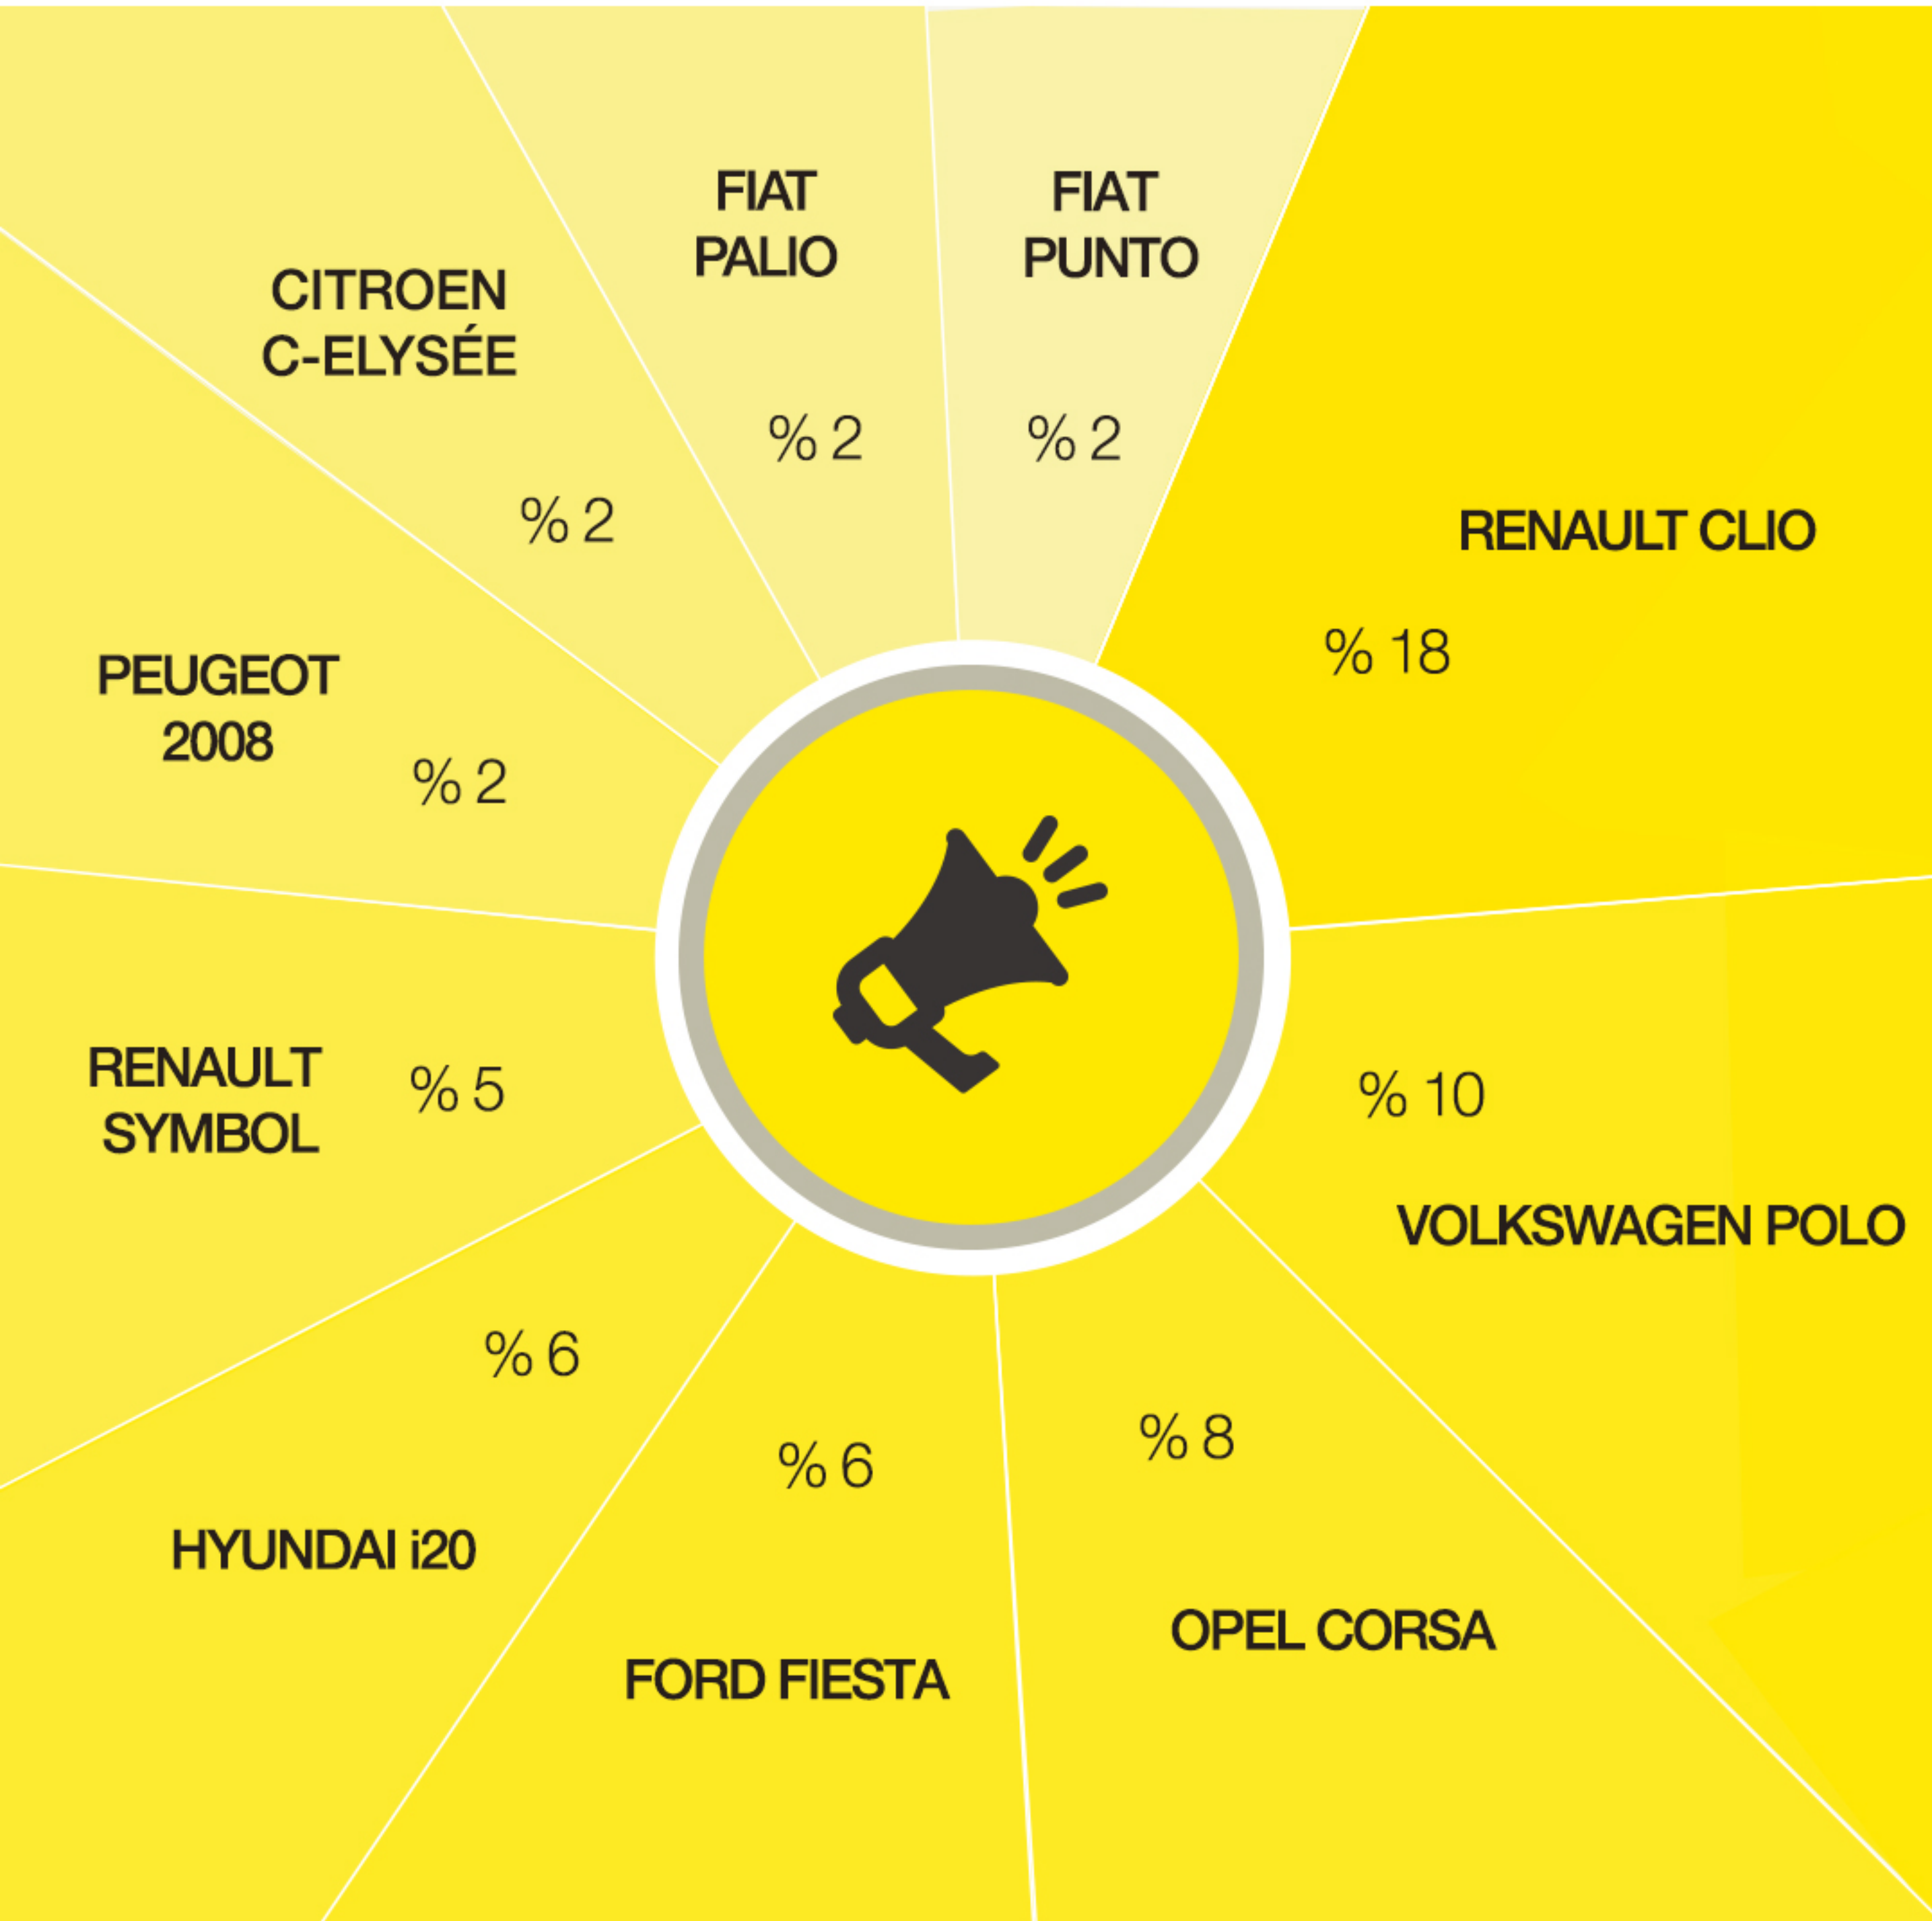 FIAT
PALIO
% 2
FIAT
PUNTO
% 2
RENAULT CLIO
% 18
% 10
VOLKSWAGEN POLO
% 8
OPEL CORSA
% 6
FORD FIESTA
% 6
HYUNDAI i20
RENAULT
SYMBOL
% 5
PEUGEOT
2008
% 2
CITROEN
C-ELYSÉE
% 2